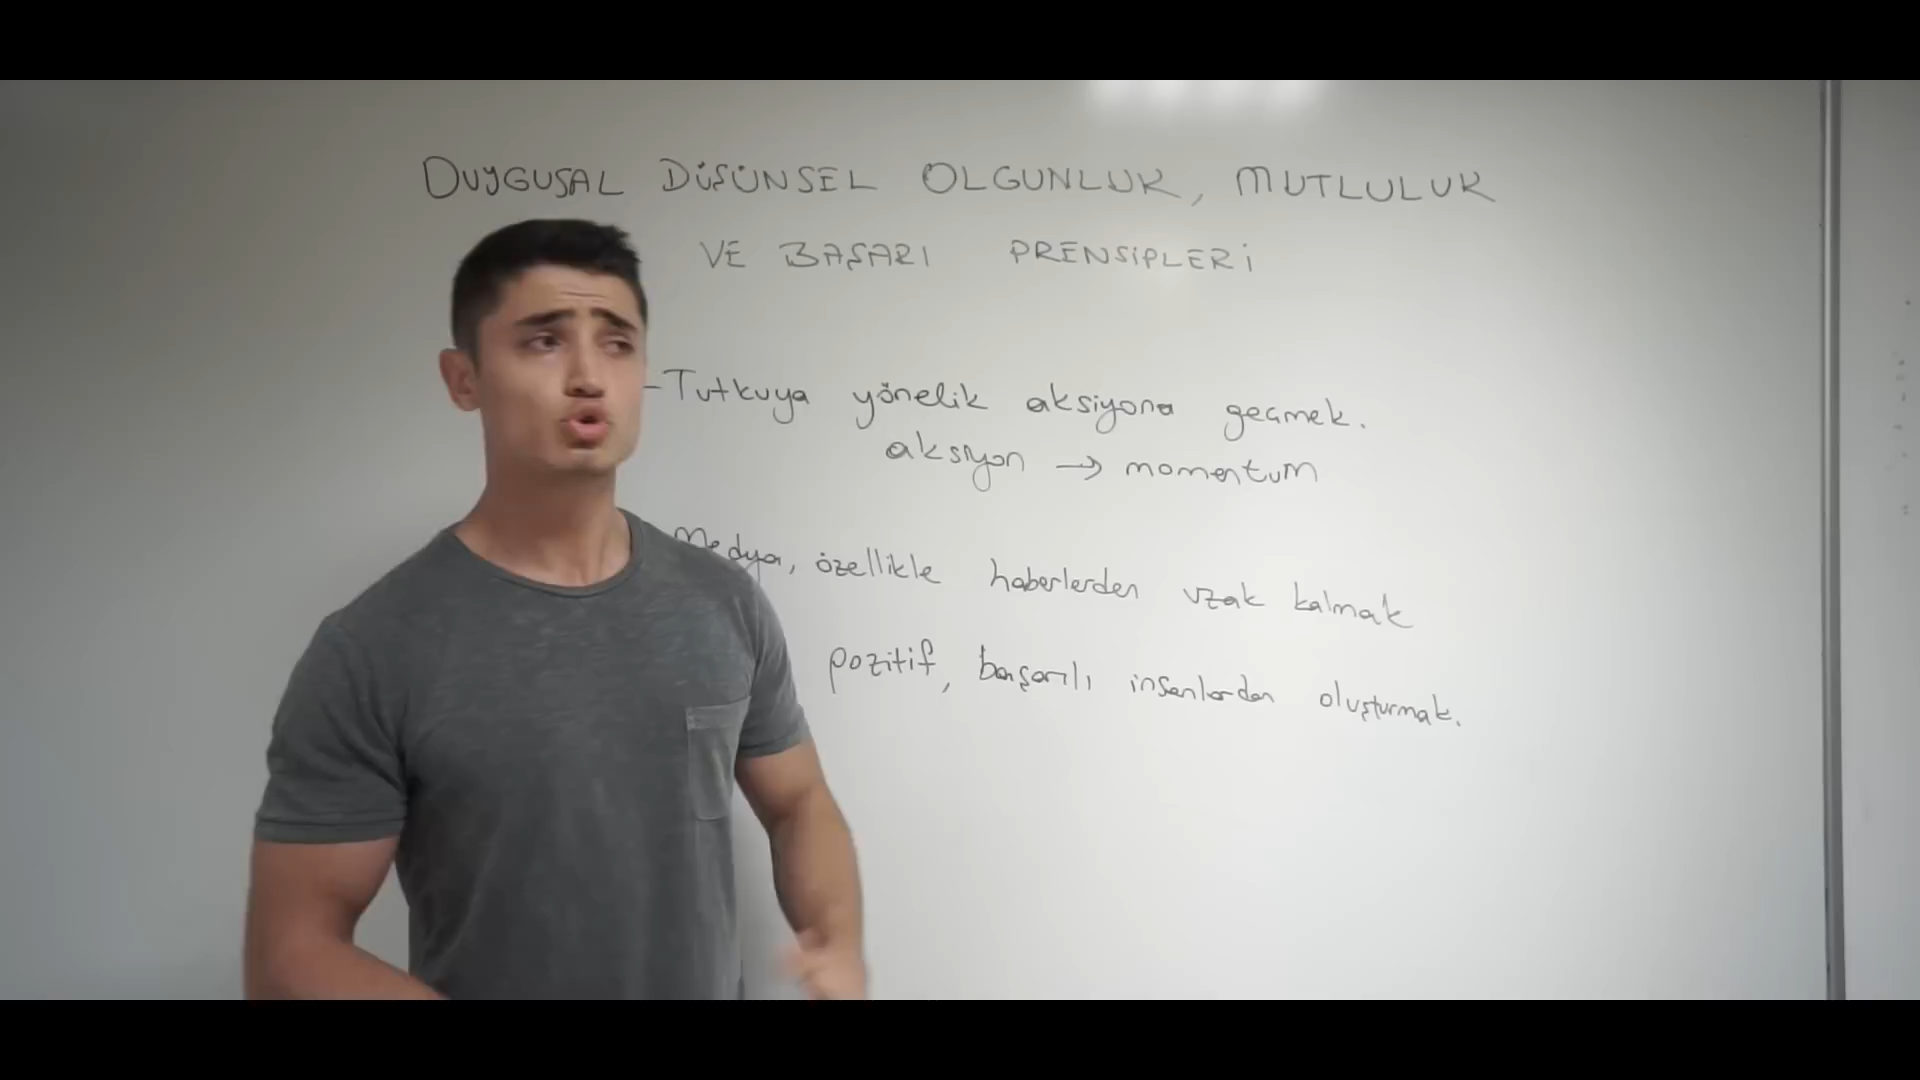 DUYGUSAL DÜŞÜNSEL OLGUNLUK, MUTLULUK
VE BAŞARI PRENSİPLERİ
-Tutkuya yönelik aksiyona geçmek.
aksiyon → momentum
Medya, özellikle haberlerden uzak kalmak
pozitif, başarılı insanlardan oluşturmak.